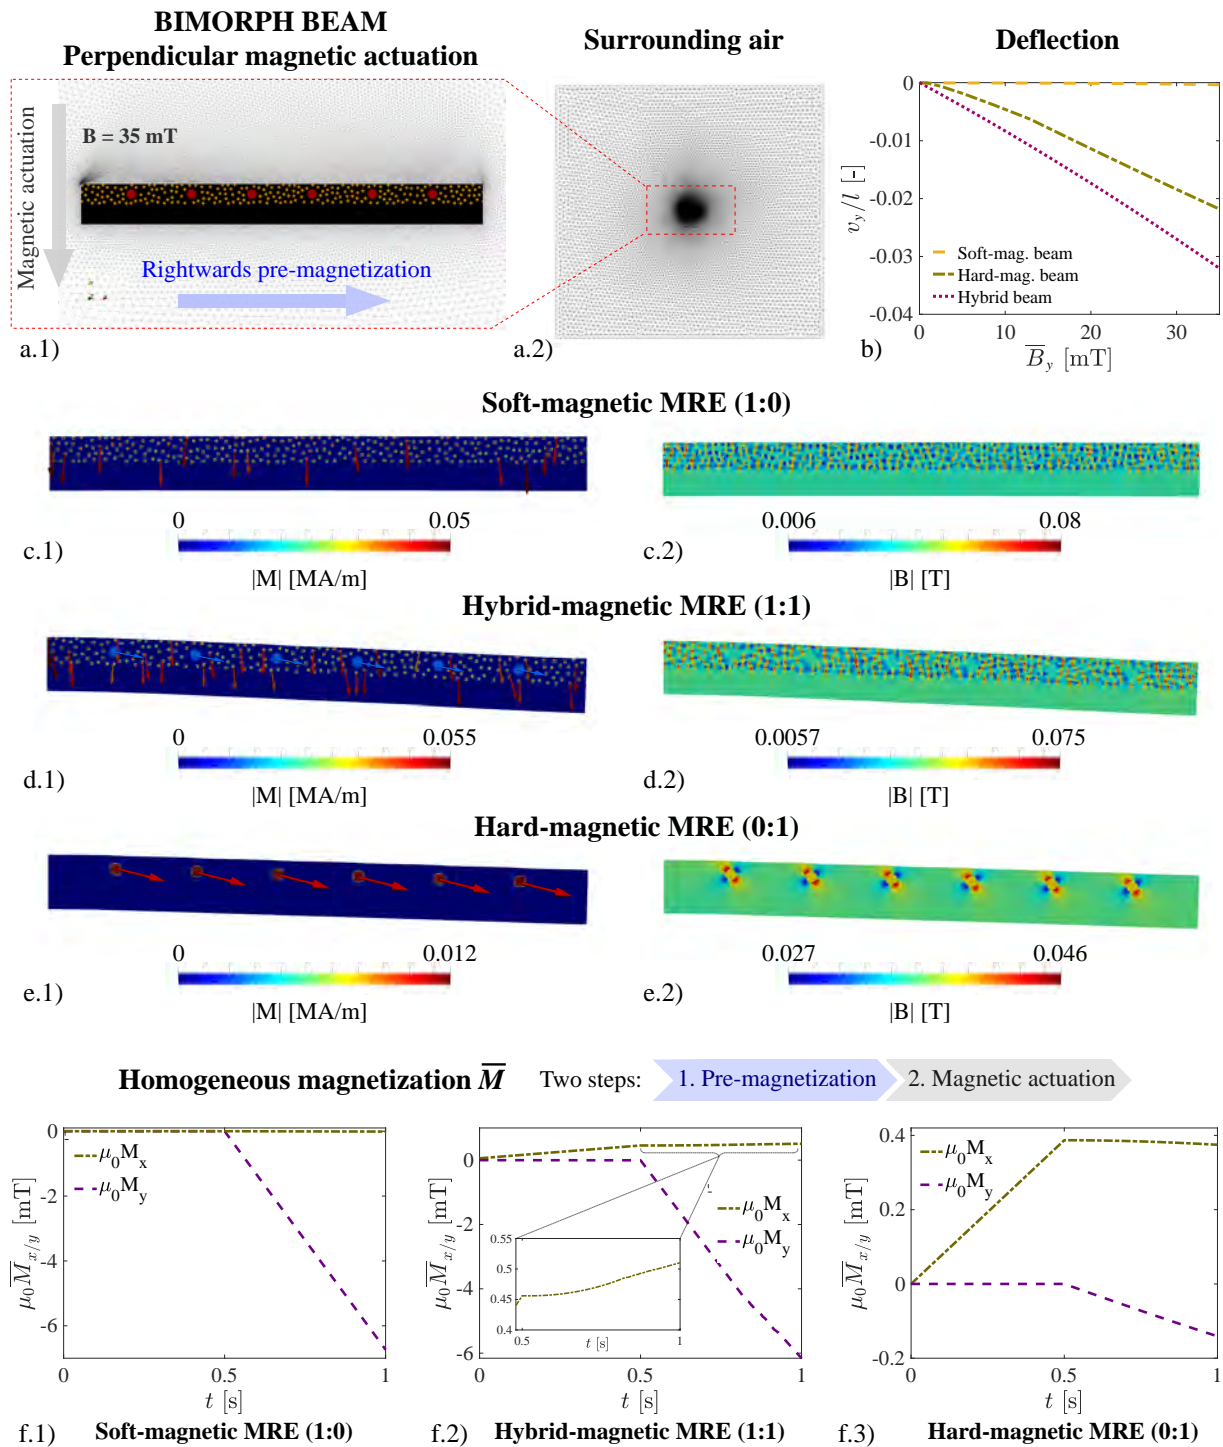 BIMORPH BEAM
Perpendicular magnetic actuation
Surrounding air
Deflection
Magnetic actuation
B = 35 mT
Rightwards pre-magnetization
a.1)
a.2)
0
-0.01
-0.02
-0.03
-0.04
v_y/l [-]
Soft-mag. beam
Hard-mag. beam
Hybrid beam
0 10 20 30
B̅_y [mT]
b)
Soft-magnetic MRE (1:0)
0 0.05
|M| [MA/m]
c.1)
0.006 0.08
|B| [T]
c.2)
Hybrid-magnetic MRE (1:1)
0 0.055
|M| [MA/m]
d.1)
0.0057 0.075
|B| [T]
d.2)
Hard-magnetic MRE (0:1)
0 0.012
|M| [MA/m]
e.1)
0.027 0.046
|B| [T]
e.2)
Homogeneous magnetization M̅ Two steps: 1. Pre-magnetization 2. Magnetic actuation
0
-2
-4
-6
μ₀M̅_{x/y} [mT]
μ₀M_x
μ₀M_y
0 0.5 1
t [s]
f.1) Soft-magnetic MRE (1:0)
0
-2
-4
-6
μ₀M̅_{x/y} [mT]
μ₀M_x
μ₀M_y
0.55
0.5
0.45
0.4
0.5 1
t [s]
0 0.5 1
t [s]
f.2) Hybrid-magnetic MRE (1:1)
0.4
0.2
0
-0.2
μ₀M̅_{x/y} [mT]
μ₀M_x
μ₀M_y
0 0.5 1
t [s]
f.3) Hard-magnetic MRE (0:1)